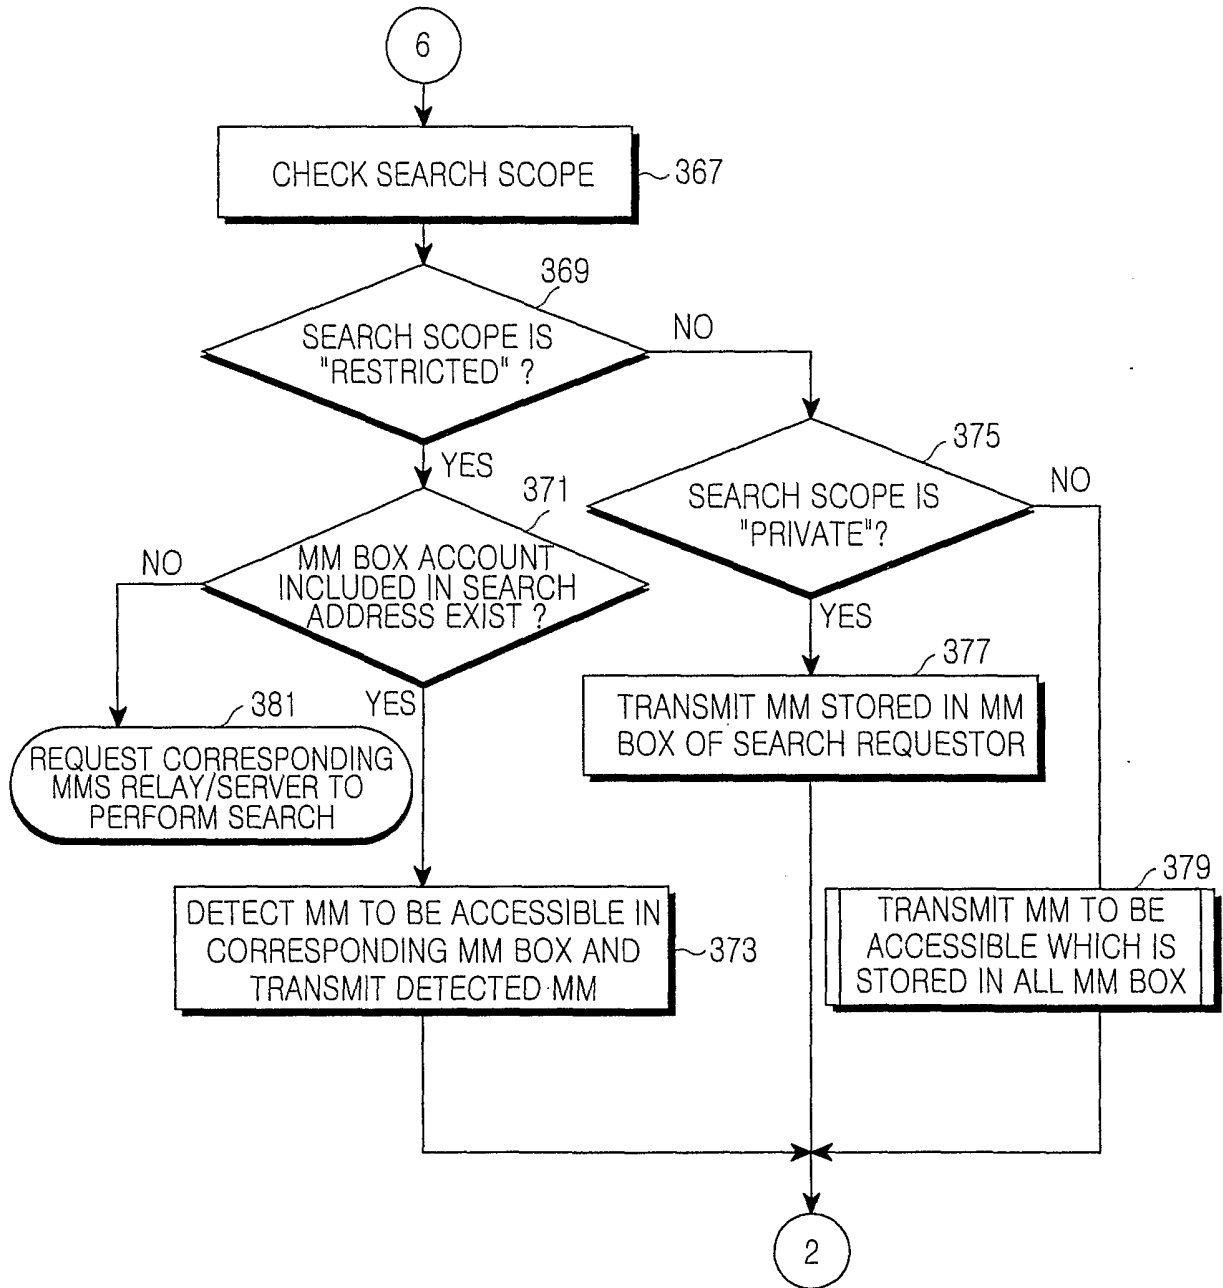 6
CHECK SEARCH SCOPE
367
369
SEARCH SCOPE IS
"RESTRICTED" ?
NO
YES
375
SEARCH SCOPE IS
"PRIVATE"?
NO
YES
371
MM BOX ACCOUNT
INCLUDED IN SEARCH
ADDRESS EXIST ?
NO
YES
377
TRANSMIT MM STORED IN MM
BOX OF SEARCH REQUESTOR
381
REQUEST CORRESPONDING
MMS RELAY/SERVER TO
PERFORM SEARCH
DETECT MM TO BE ACCESSIBLE IN
CORRESPONDING MM BOX AND
TRANSMIT DETECTED MM
373
379
TRANSMIT MM TO BE
ACCESSIBLE WHICH IS
STORED IN ALL MM BOX
2